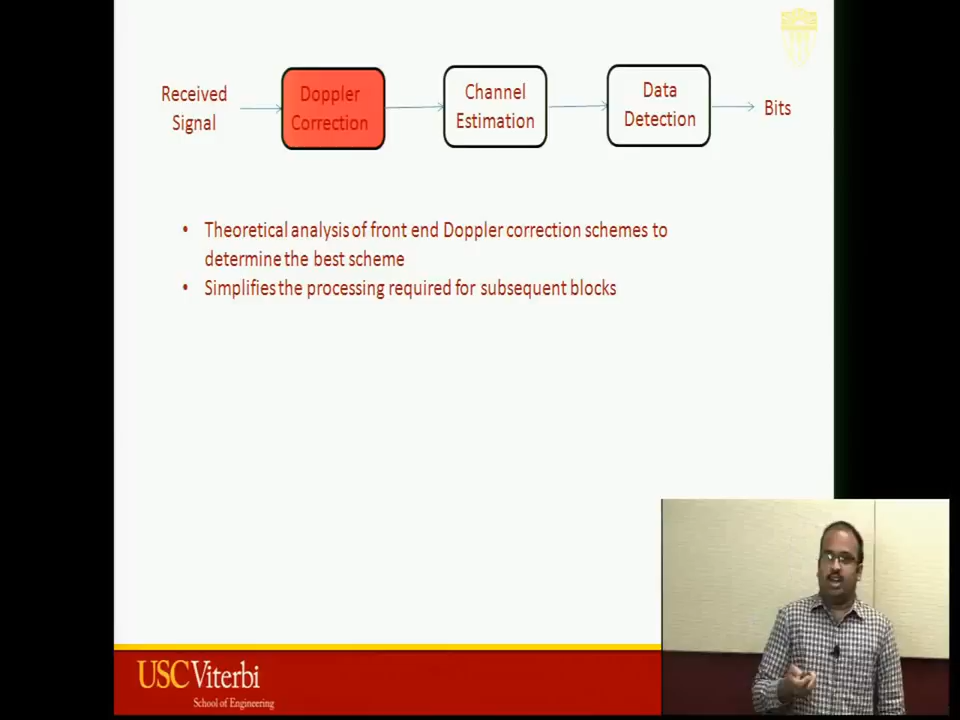 Received
Signal
Doppler
Correction
Channel
Estimation
Data
Detection
Bits
• Theoretical analysis of front end Doppler correction schemes to
determine the best scheme
• Simplifies the processing required for subsequent blocks
USC Viterbi
School of Engineering